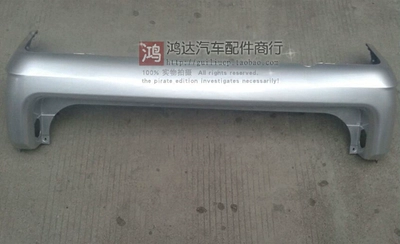 鸿 鸿达汽车配件商行
100% 实物拍摄 All rights reserved.
the pirate edition investigates necessarily!